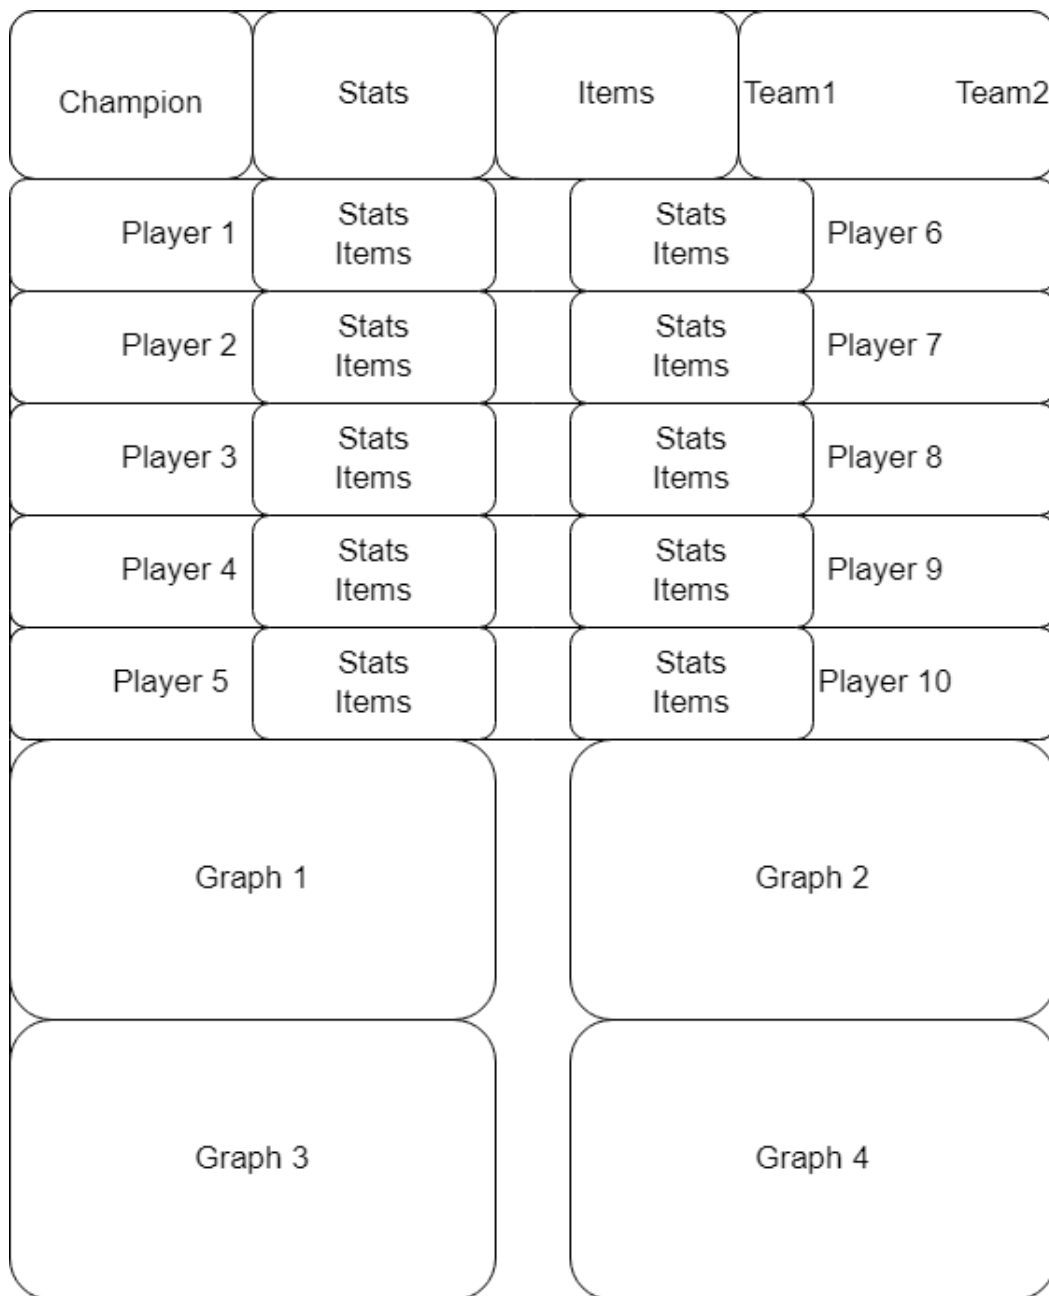 Champion
Stats
Items
Team1
Team2
Player 1
Stats
Items
Stats
Items
Player 6
Player 2
Stats
Items
Stats
Items
Player 7
Player 3
Stats
Items
Stats
Items
Player 8
Player 4
Stats
Items
Stats
Items
Player 9
Player 5
Stats
Items
Stats
Items
Player 10
Graph 1
Graph 2
Graph 3
Graph 4